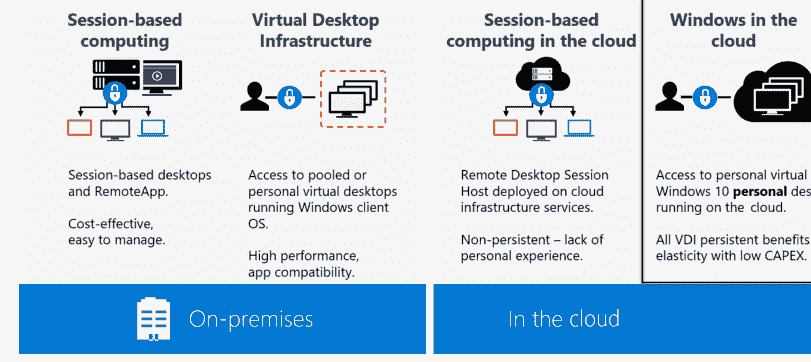 Session-based
computing
Session-based desktops
and RemoteApp.
Cost-effective,
easy to manage.
Virtual Desktop
Infrastructure
Access to pooled or
personal virtual desktops
running Windows client
OS.
High performance,
app compatibility.
Session-based
computing in the cloud
Remote Desktop Session
Host deployed on cloud
infrastructure services.
Non-persistent – lack of
personal experience.
Windows in the
cloud
Access to personal virtual
Windows 10 personal des
running on the cloud.
All VDI persistent benefits
elasticity with low CAPEX.
On-premises
In the cloud